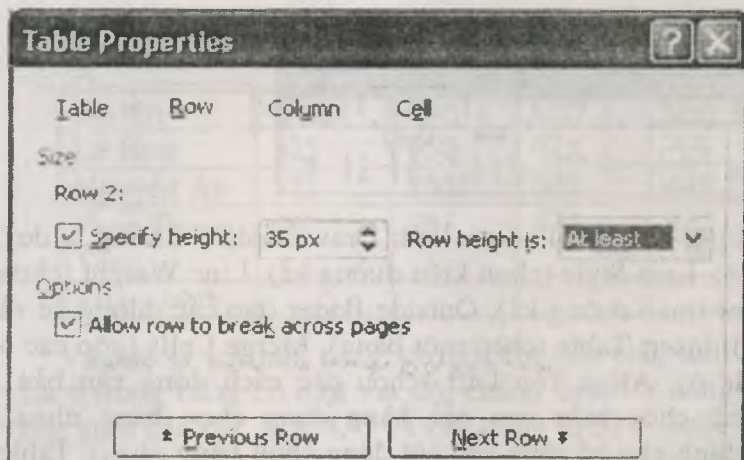 Table Properties
Table Row Column Cell
Size
Row 2:
Specify height: 35 px Row height is: At least
Options
Allow row to break across pages
Previous Row Next Row